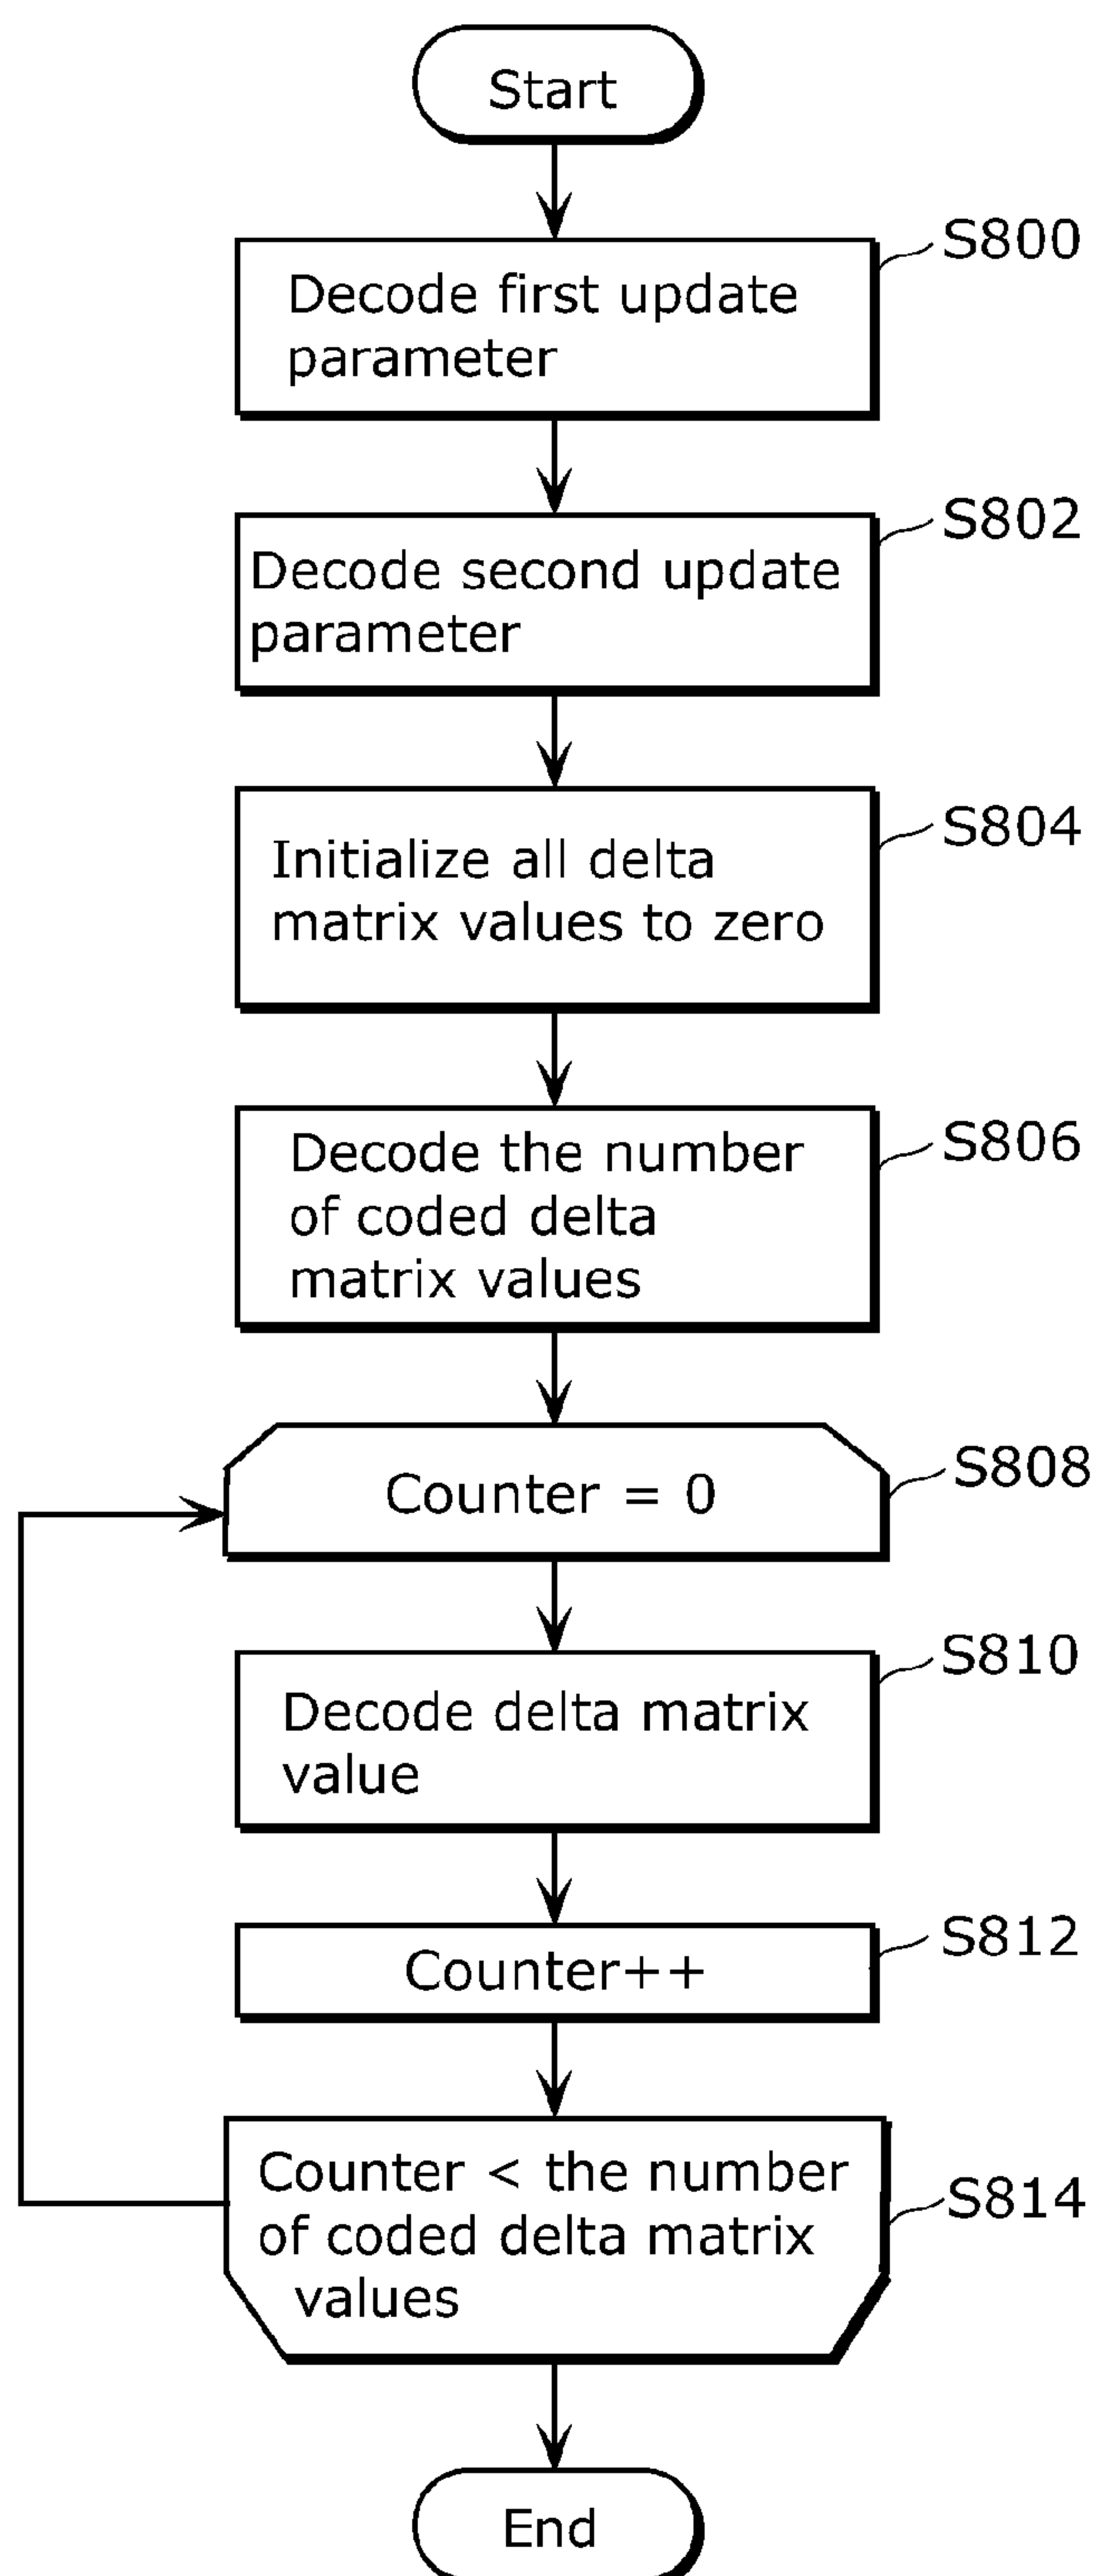 Start
S800
Decode first update
parameter
S802
Decode second update
parameter
S804
Initialize all delta
matrix values to zero
S806
Decode the number
of coded delta
matrix values
S808
Counter = 0
S810
Decode delta matrix
value
S812
Counter++
S814
Counter < the number
of coded delta matrix
values
End